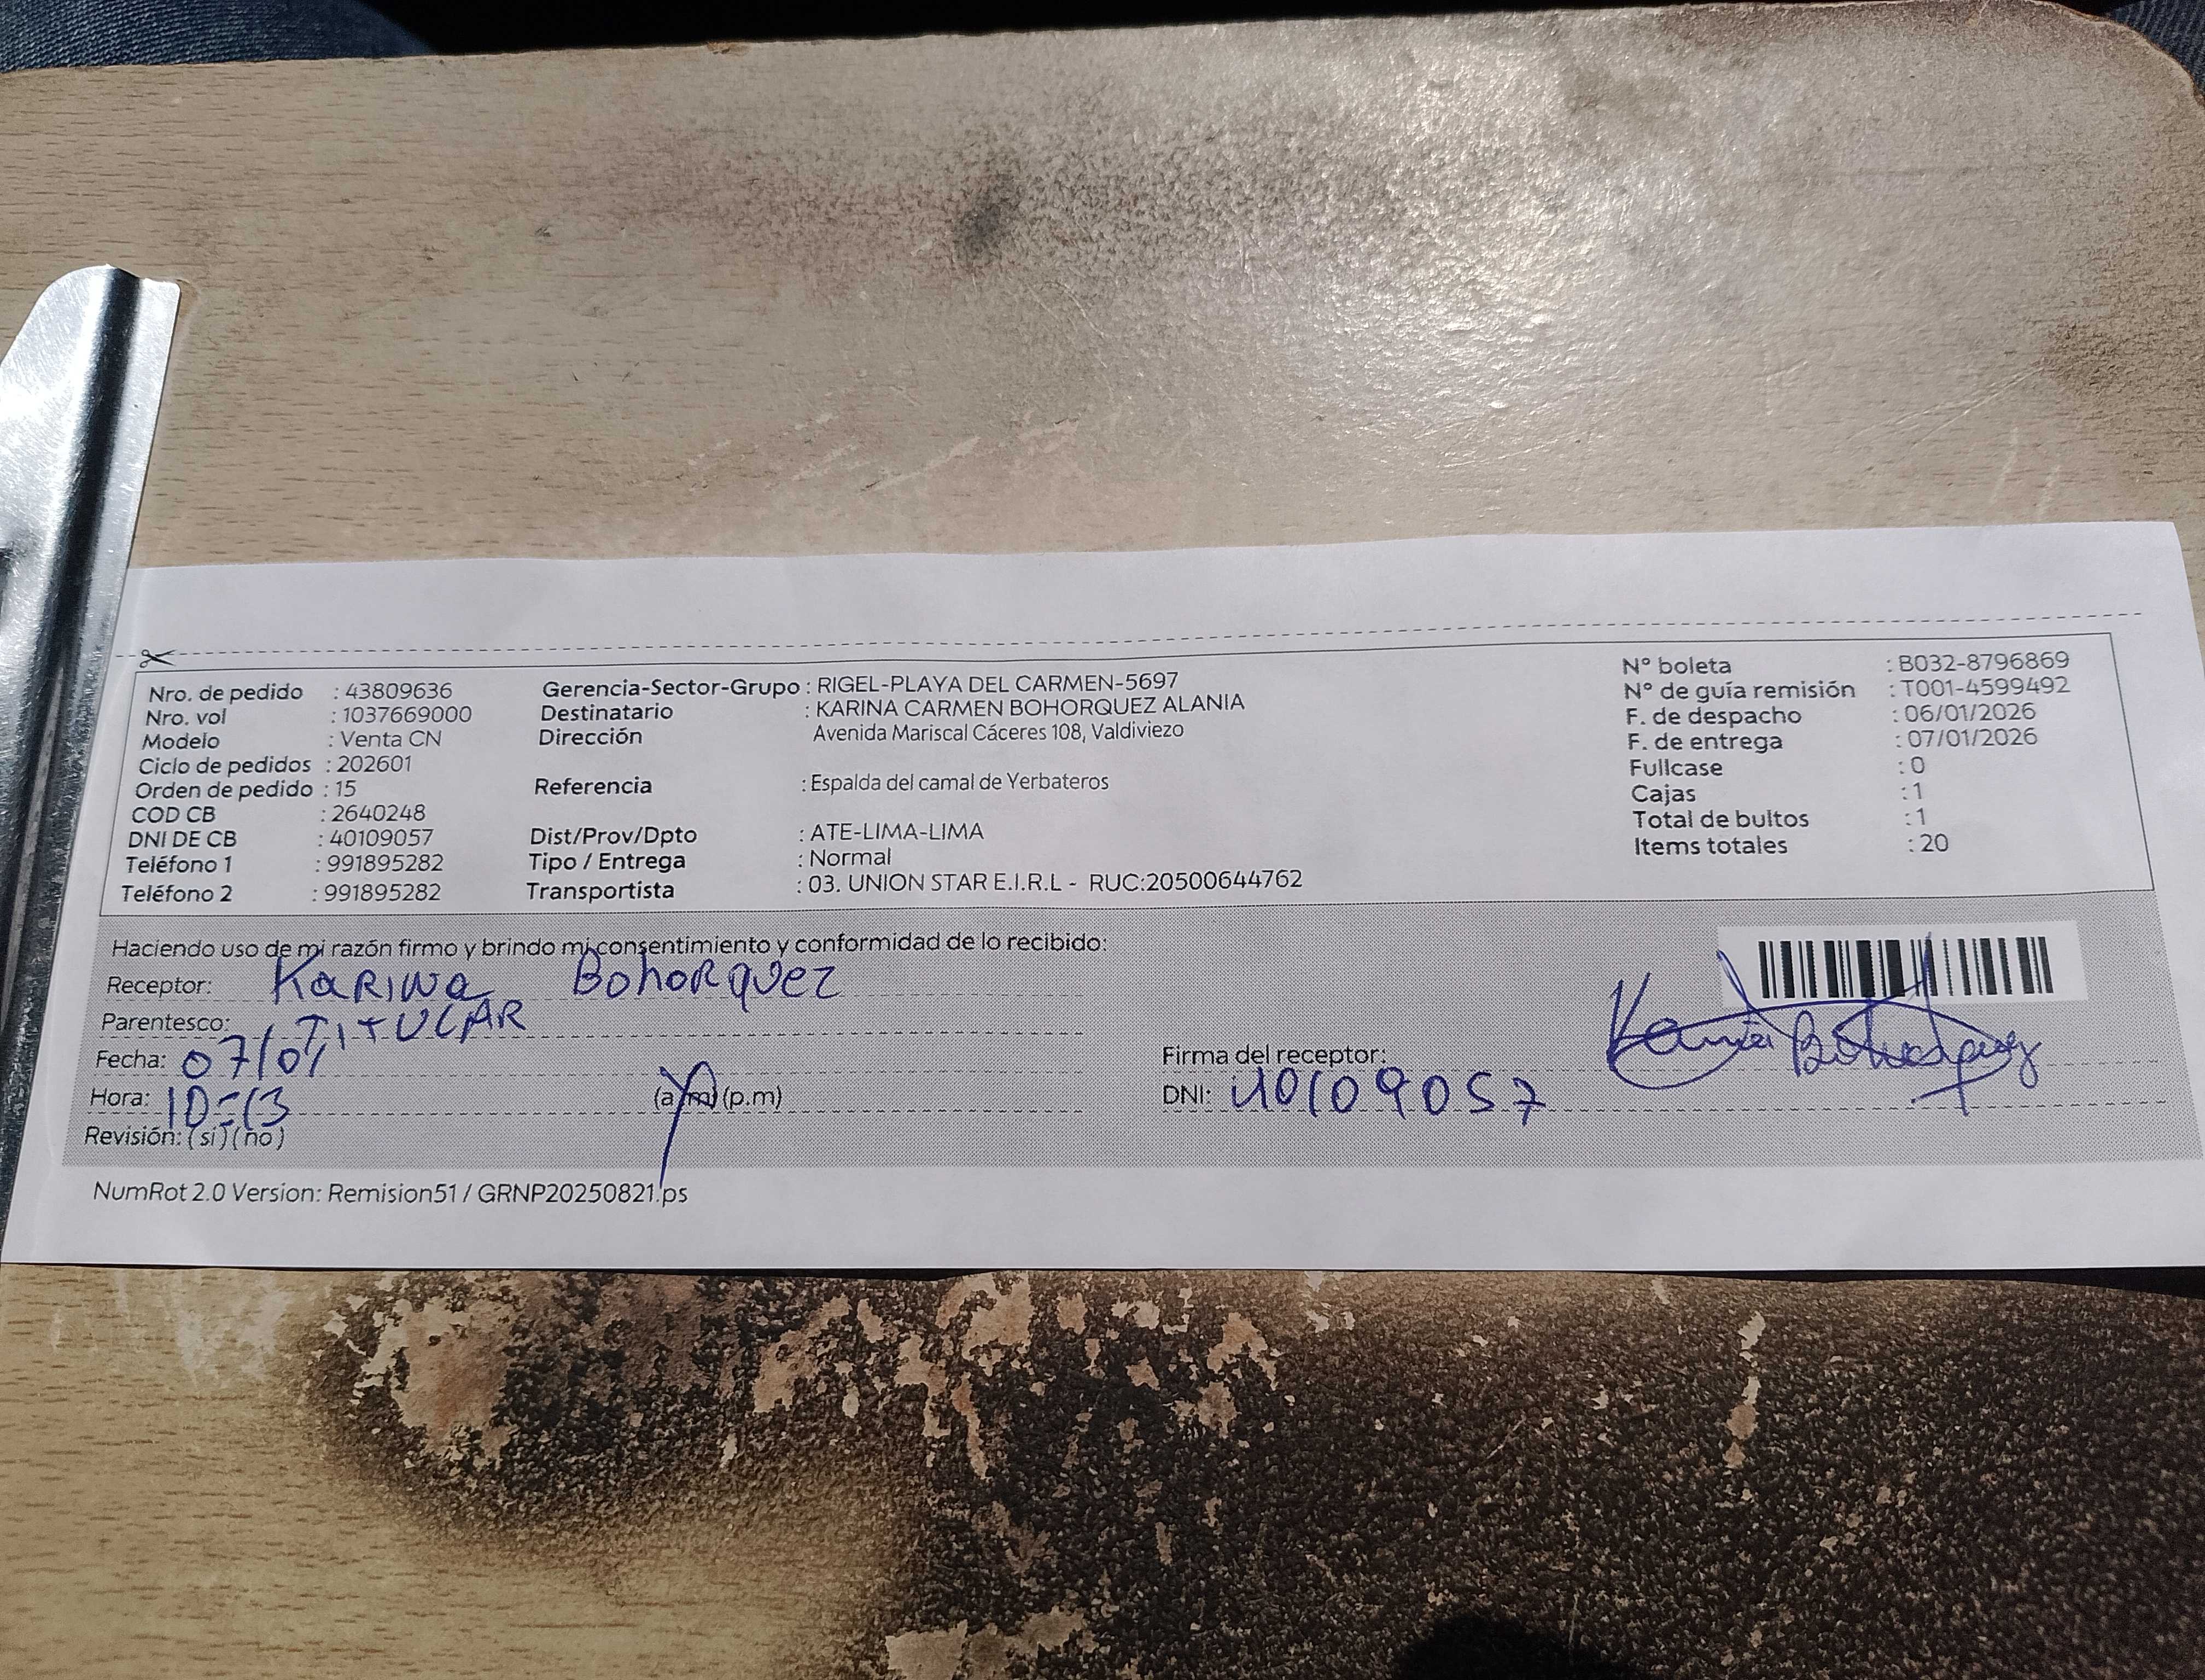 Nro. de pedido : 43809636
Nro. vol : 1037669000
Modelo : Venta CN
Ciclo de pedidos : 202601
Orden de pedido : 15
COD CB : 2640248
DNI DE CB : 40109057
Teléfono 1 : 991895282
Teléfono 2 : 991895282
Gerencia-Sector-Grupo : RIGEL-PLAYA DEL CARMEN-5697
Destinatario : KARINA CARMEN BOHORQUEZ ALANIA
Dirección Avenida Mariscal Cáceres 108, Valdiviezo
Referencia : Espalda del camal de Yerbateros
Dist/Prov/Dpto : ATE-LIMA-LIMA
Tipo / Entrega : Normal
Transportista : 03. UNION STAR E.I.R.L - RUC:20500644762
N° boleta : B032-8796869
N° de guía remisión : T001-4599492
F. de despacho : 06/01/2026
F. de entrega : 07/01/2026
Fullcase : 0
Cajas : 1
Total de bultos : 1
Items totales : 20
Haciendo uso de mi razón firmo y brindo mi consentimiento y conformidad de lo recibido:
Receptor: KARINA BohoRquez
Parentesco: TITULAR
Fecha: 07/01
Hora: 10:13 (a.m) (p.m)
Revisión: (si) (no)
Firma del receptor: Karina Bohorquez
DNI: 40109057
NumRot 2.0 Version: Remision51 / GRNP20250821.ps